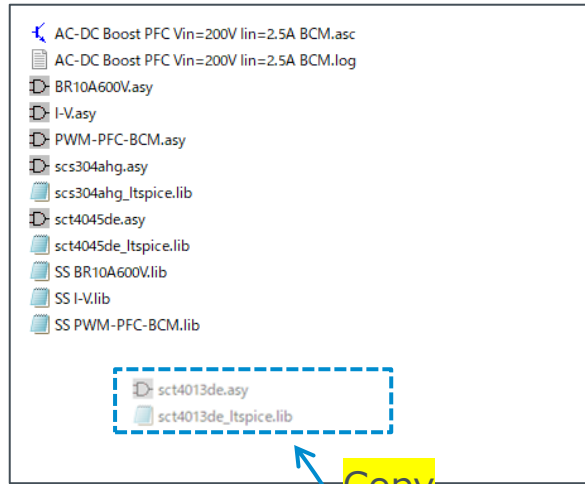 AC-DC Boost PFC Vin=200V Iin=2.5A BCM.asc
AC-DC Boost PFC Vin=200V Iin=2.5A BCM.log
BR10A600V.asy
I-V.asy
PWM-PFC-BCM.asy
scs304ahg.asy
scs304ahg_ltspice.lib
sct4045de.asy
sct4045de_ltspice.lib
SS BR10A600V.lib
SS I-V.lib
SS PWM-PFC-BCM.lib
sct4013de.asy
sct4013de_ltspice.lib
Copy